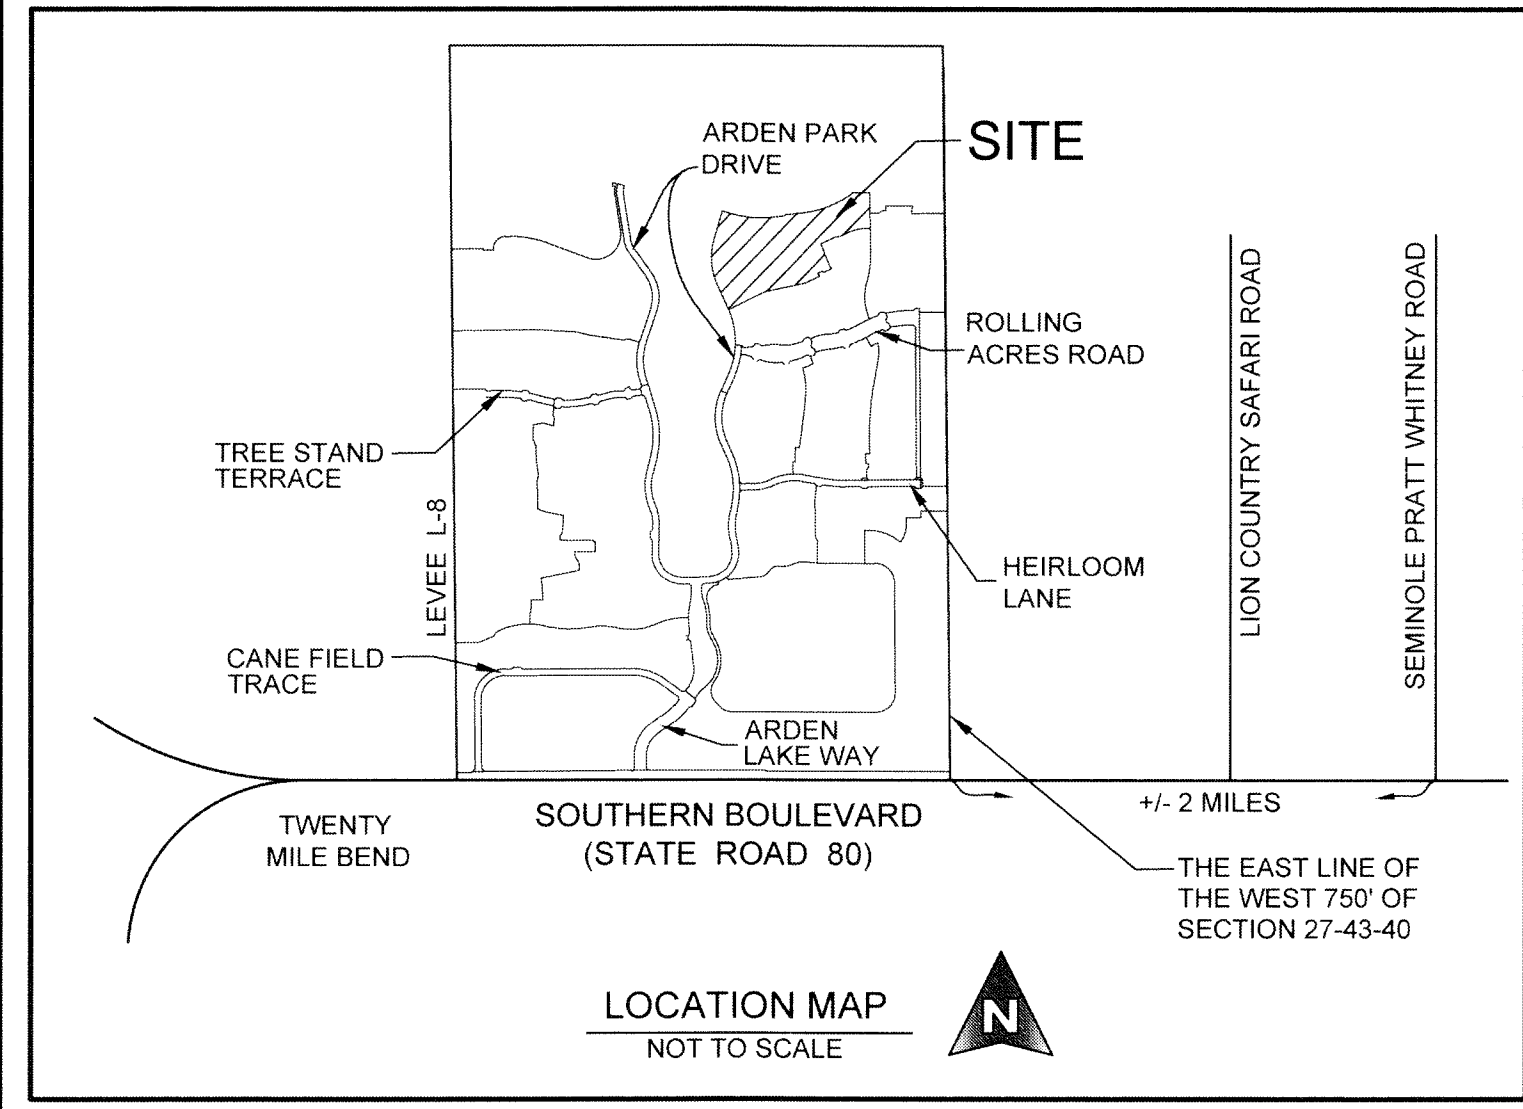 ARDEN PARK
DRIVE
SITE
ROLLING
ACRES ROAD
TREE STAND
TERRACE
LEVEE L-8
LION COUNTRY SAFARI ROAD
SEMINOLE PRATT WHITNEY ROAD
HEIRLOOM
LANE
CANE FIELD
TRACE
ARDEN
LAKE WAY
TWENTY
MILE BEND
SOUTHERN BOULEVARD
(STATE ROAD 80)
+/- 2 MILES
THE EAST LINE OF
THE WEST 750' OF
SECTION 27-43-40
LOCATION MAP
NOT TO SCALE
N